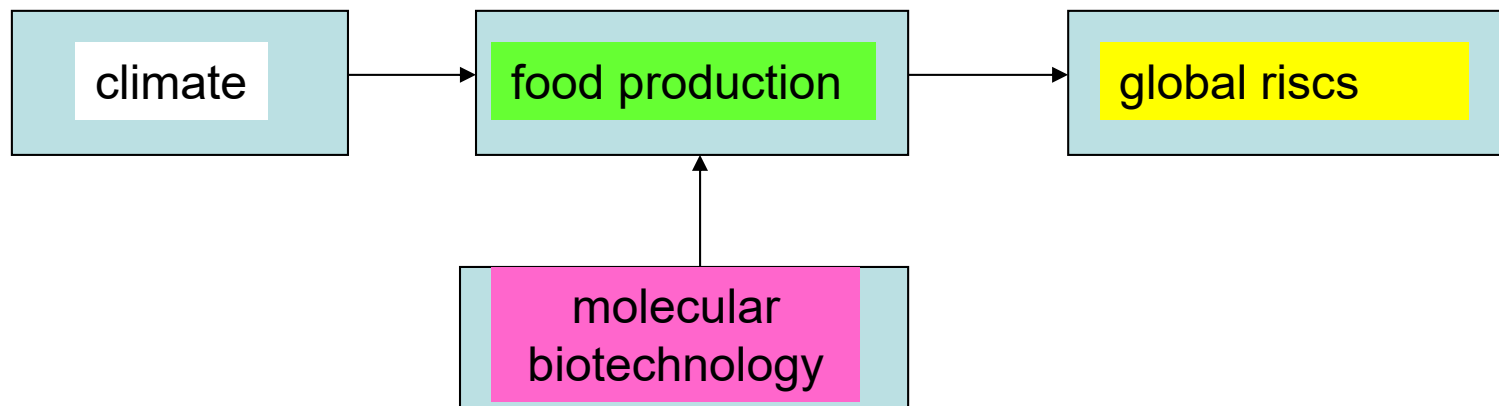 climate
food production
global riscs
molecular
biotechnology